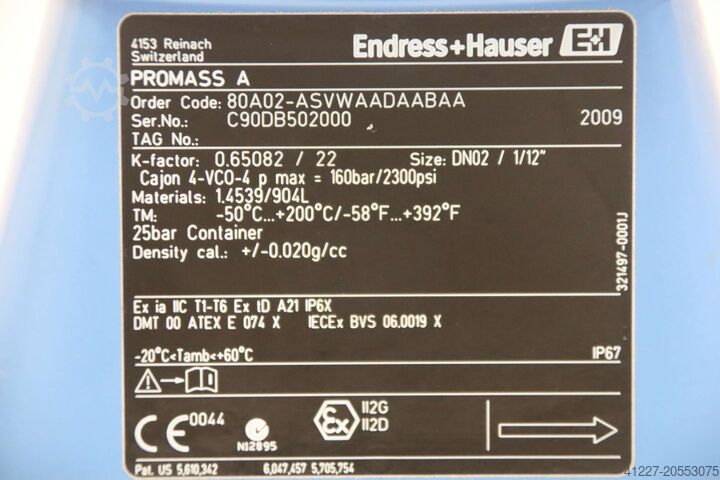 4153 Reinach
Switzerland
Endress+Hauser E+H
PROMASS A
Order Code: 80A02-ASVWAADAABAA
Ser.No.: C90DB502000 2009
TAG No.:
K-factor: 0.65082 / 22 Size: DN02 / 1/12"
Cajon 4-VCO-4 p max = 160bar/2300psi
Materials: 1.4539/904L
TM: -50°C...+200°C/-58°F...+392°F
25bar Container
Density cal.: +/-0.020g/cc
321497-0001J
Ex ia IIC T1-T6 Ex tD A21 IP6X
DMT 00 ATEX E 074 X IECEx BVS 06.0019 X
-20°C<Tamb<+60°C IP67
CE 0044
N12895
Ex II2G
II2D
Pat. US 5,610,342 6,047,457 5,705,754
41227-20553075